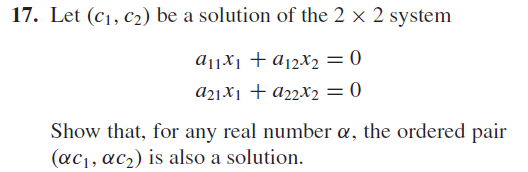 17. Let (c₁, c₂) be a solution of the 2 × 2 system
a₁₁x₁ + a₁₂x₂ = 0
a₂₁x₁ + a₂₂x₂ = 0
Show that, for any real number α, the ordered pair
(αc₁, αc₂) is also a solution.